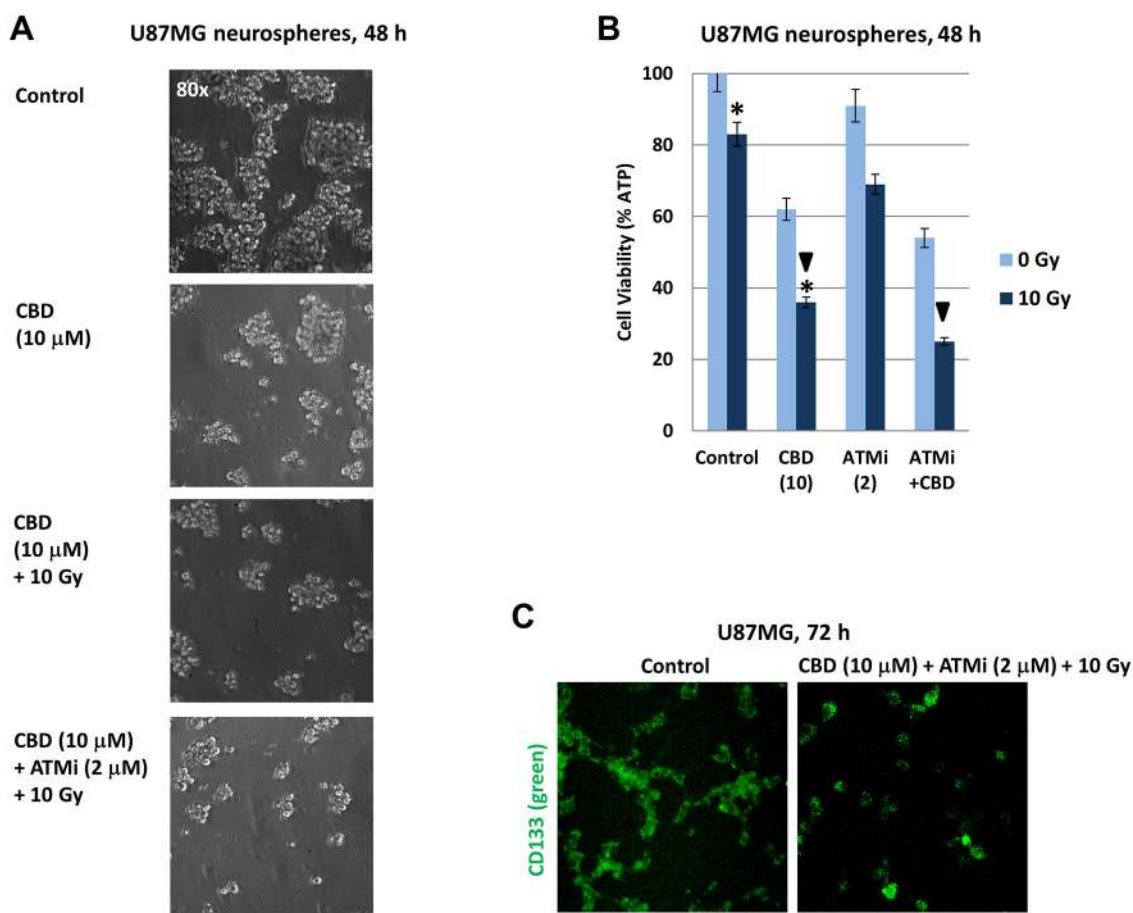 A
U87MG neurospheres, 48 h
Control
80x
CBD
(10 μM)
CBD
(10 μM)
+ 10 Gy
CBD (10 μM)
+ ATMi (2 μM)
+ 10 Gy
B
U87MG neurospheres, 48 h
Cell Viability (% ATP)
100
80
60
40
20
0
*
*
Control
CBD
(10)
ATMi
(2)
ATMi
+CBD
0 Gy
10 Gy
C
U87MG, 72 h
Control
CBD (10 μM) + ATMi (2 μM) + 10 Gy
CD133 (green)